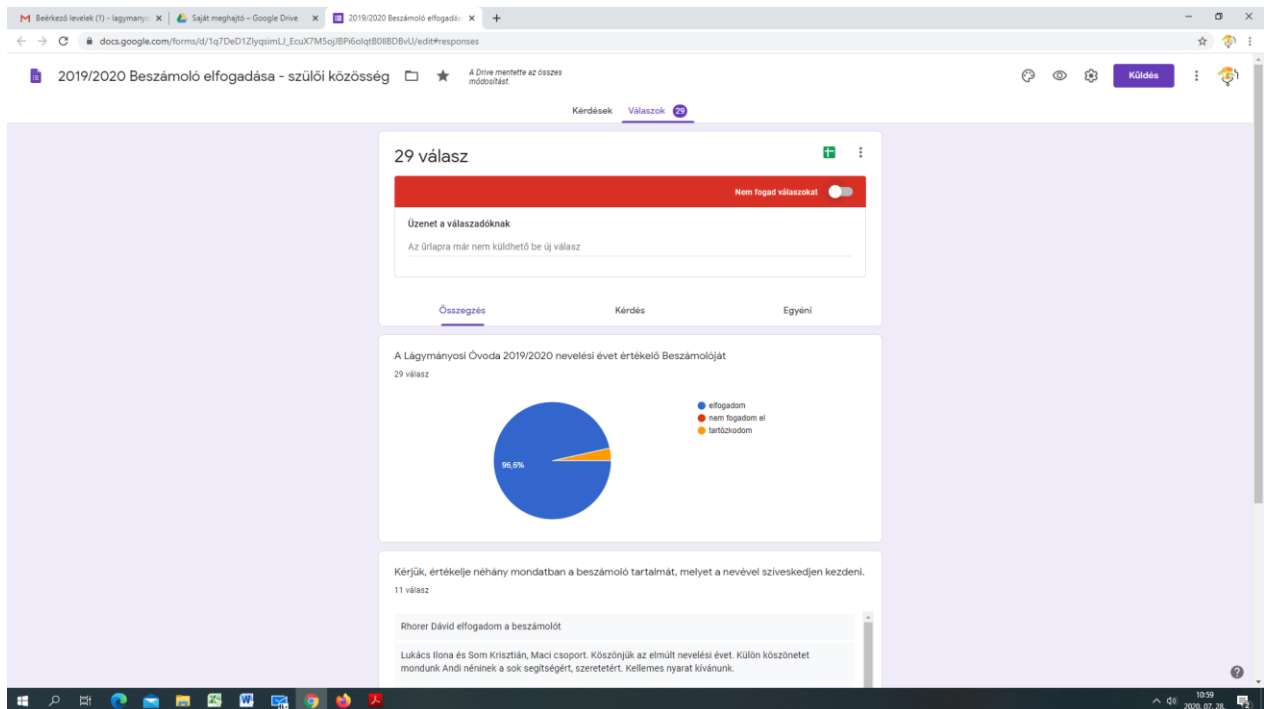 Beérkező levelek (1) - lagymanyo
Saját meghajtó – Google Drive
2019/2020 Beszámoló elfogadás
docs.google.com/forms/d/1q7DeD1ZlyqsimLJ_EcuX7M5ojJBPi6olqtB0IlBDBvU/edit#responses
2019/2020 Beszámoló elfogadása - szülői közösség
A Drive mentette az összes
módosítást.
Küldés
Kérdések Válaszok 29
29 válasz
Nem fogad válaszokat
Üzenet a válaszadóknak
Az űrlapra már nem küldhető be új válasz
Összegzés Kérdés Egyéni
A Lágymányosi Óvoda 2019/2020 nevelési évet értékelő Beszámolóját
29 válasz
elfogadom
nem fogadom el
tartózkodom
96,6%
Kérjük, értékelje néhány mondatban a beszámoló tartalmát, melyet a nevével szíveskedjen kezdeni.
11 válasz
Rhorer Dávid elfogadom a beszámolót
Lukács Ilona és Som Krisztián, Maci csoport. Köszönjük az elmúlt nevelési évet. Külön köszönetet
mondunk Andi néninek a sok segítségért, szeretetért. Kellemes nyarat kívánunk.
10:59
2020. 07. 28.